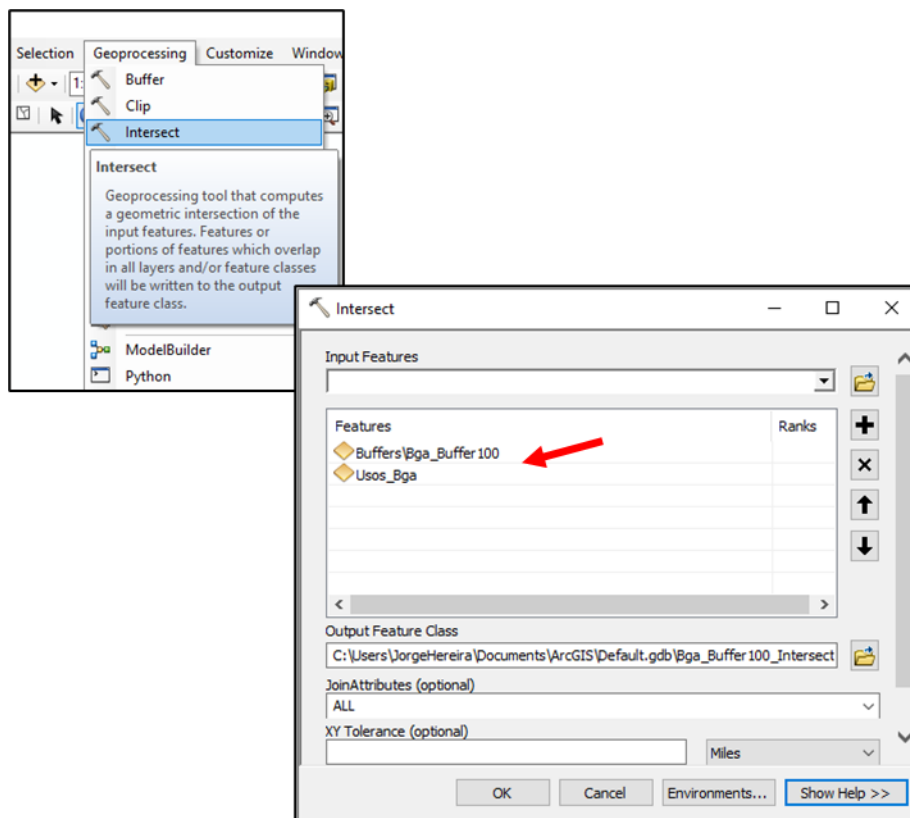 Selection Geoprocessing Customize Window
1: Buffer
Clip
Intersect
Intersect
Geoprocessing tool that computes
a geometric intersection of the
input features. Features or
portions of features which overlap
in all layers and/or feature classes
will be written to the output
feature class.
ModelBuilder
Python
Intersect
Input Features
Features Ranks
Buffers\Bga_Buffer100
Usos_Bga
Output Feature Class
C:\Users\JorgeHereira\Documents\ArcGIS\Default.gdb\Bga_Buffer100_Intersect
JoinAttributes (optional)
ALL
XY Tolerance (optional)
Miles
OK Cancel Environments... Show Help >>